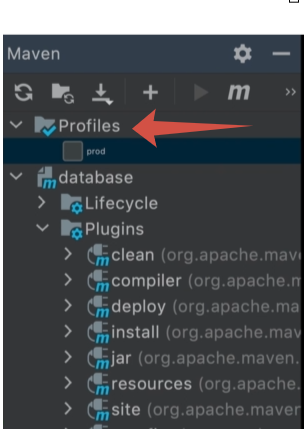 Maven
m
Profiles
prod
database
Lifecycle
Plugins
clean (org.apache.mav
compiler (org.apache.m
deploy (org.apache.ma
install (org.apache.mav
jar (org.apache.maven.
resources (org.apache.
site (org.apache.maver